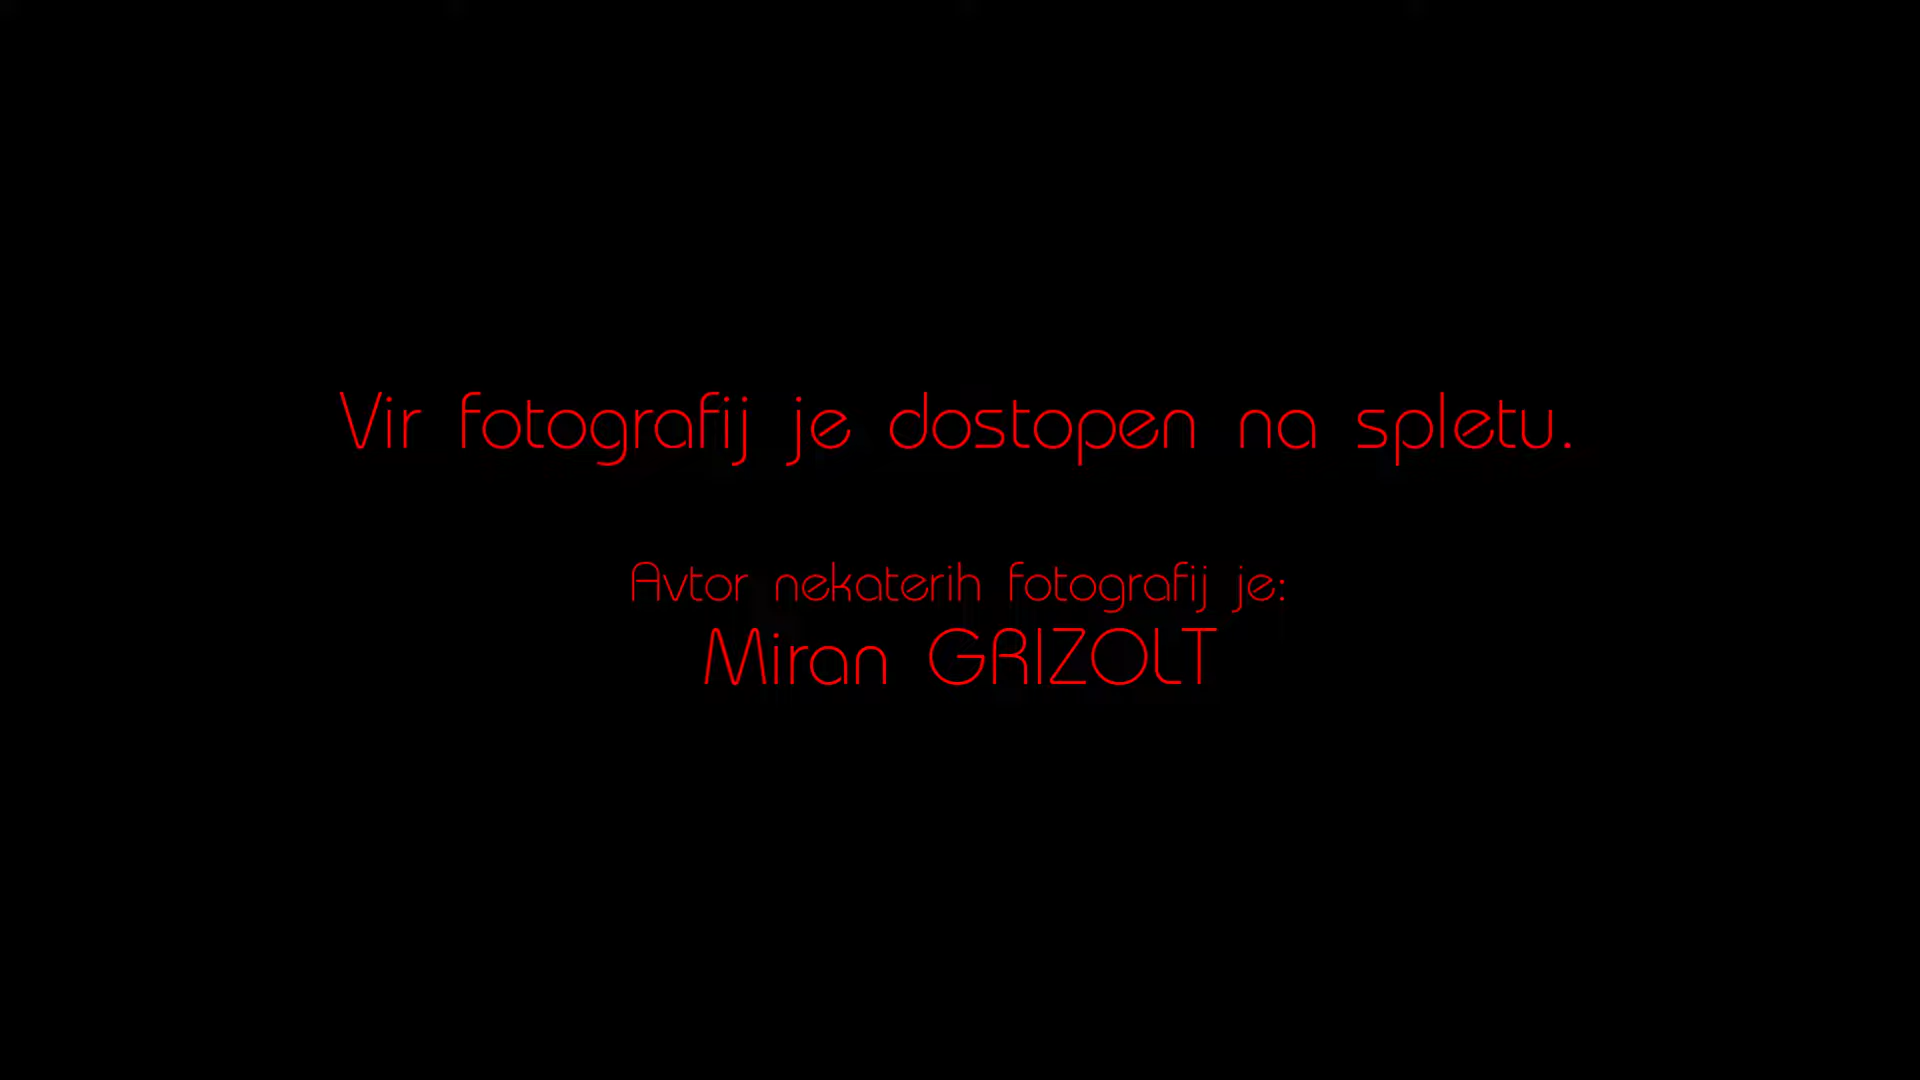 Vir fotografij je dostopen na spletu.
Avtor nekaterih fotografij je:
Miran GRIZOLT